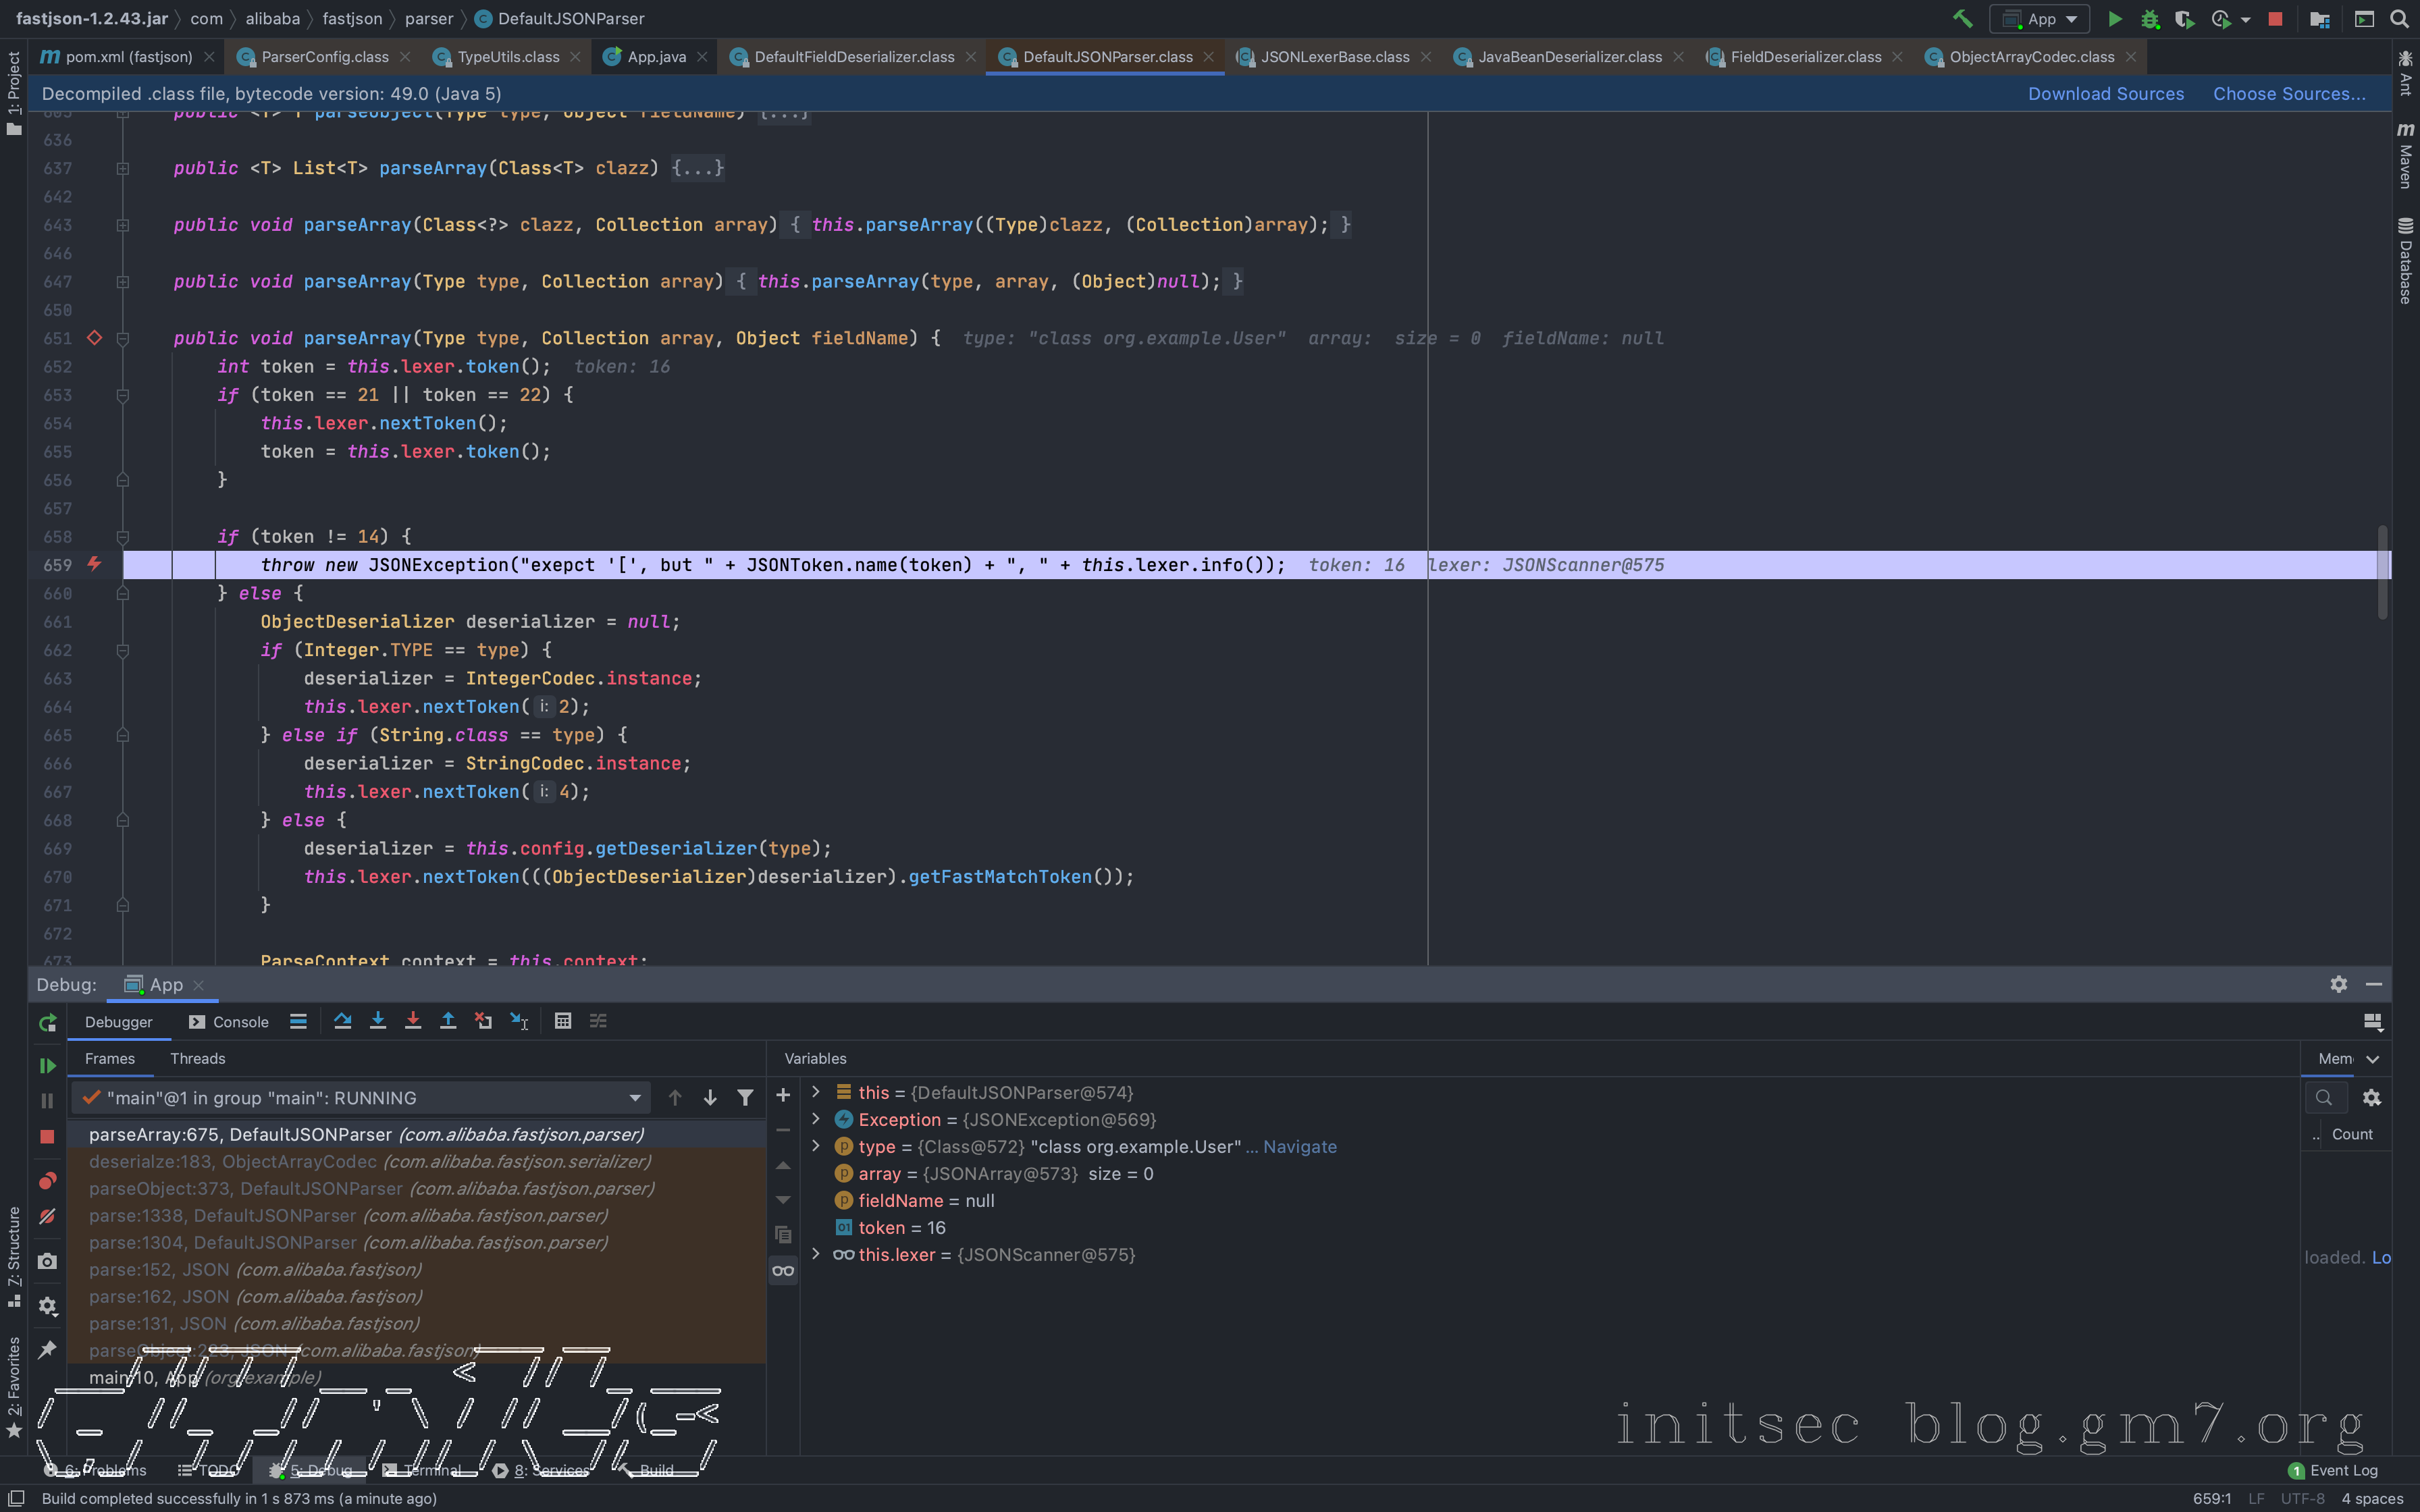 fastjson-1.2.43.jar com alibaba fastjson parser DefaultJSONParser
App
pom.xml (fastjson) ParserConfig.class TypeUtils.class App.java DefaultFieldDeserializer.class DefaultJSONParser.class JSONLexerBase.class JavaBeanDeserializer.class FieldDeserializer.class ObjectArrayCodec.class
Decompiled .class file, bytecode version: 49.0 (Java 5) Download Sources Choose Sources...
605 public <T> T parseObject(Type type, Object fieldName) {...}
636
637 public <T> List<T> parseArray(Class<T> clazz) {...}
642
643 public void parseArray(Class<?> clazz, Collection array) { this.parseArray((Type)clazz, (Collection)array); }
646
647 public void parseArray(Type type, Collection array) { this.parseArray(type, array, (Object)null); }
650
651 public void parseArray(Type type, Collection array, Object fieldName) { type: "class org.example.User" array: size = 0 fieldName: null
652 int token = this.lexer.token(); token: 16
653 if (token == 21 || token == 22) {
654 this.lexer.nextToken();
655 token = this.lexer.token();
656 }
657
658 if (token != 14) {
659 throw new JSONException("exepct '[', but " + JSONToken.name(token) + ", " + this.lexer.info()); token: 16 lexer: JSONScanner@575
660 } else {
661 ObjectDeserializer deserializer = null;
662 if (Integer.TYPE == type) {
663 deserializer = IntegerCodec.instance;
664 this.lexer.nextToken( i: 2);
665 } else if (String.class == type) {
666 deserializer = StringCodec.instance;
667 this.lexer.nextToken( i: 4);
668 } else {
669 deserializer = this.config.getDeserializer(type);
670 this.lexer.nextToken(((ObjectDeserializer)deserializer).getFastMatchToken());
671 }
672
673 ParseContext context = this.context;
1: Project
7: Structure
2: Favorites
Ant
Maven
Database
Debug: App
Debugger Console
Frames Threads
Variables
Mem
"main"@1 in group "main": RUNNING
parseArray:675, DefaultJSONParser (com.alibaba.fastjson.parser)
deserialze:183, ObjectArrayCodec (com.alibaba.fastjson.serializer)
parseObject:373, DefaultJSONParser (com.alibaba.fastjson.parser)
parse:1338, DefaultJSONParser (com.alibaba.fastjson.parser)
parse:1304, DefaultJSONParser (com.alibaba.fastjson.parser)
parse:152, JSON (com.alibaba.fastjson)
parse:162, JSON (com.alibaba.fastjson)
parse:131, JSON (com.alibaba.fastjson)
parseObject:223, JSON (com.alibaba.fastjson)
main:10, App (org.example)
this = {DefaultJSONParser@574}
Exception = {JSONException@569}
type = {Class@572} "class org.example.User" ... Navigate
array = {JSONArray@573} size = 0
fieldName = null
token = 16
this.lexer = {JSONScanner@575}
.. Count
loaded. Lo
initsec blog.gm7.org
6: Problems TODO 5: Debug Terminal 8: Services Build 1 Event Log
Build completed successfully in 1 s 873 ms (a minute ago) 659:1 LF UTF-8 4 spaces